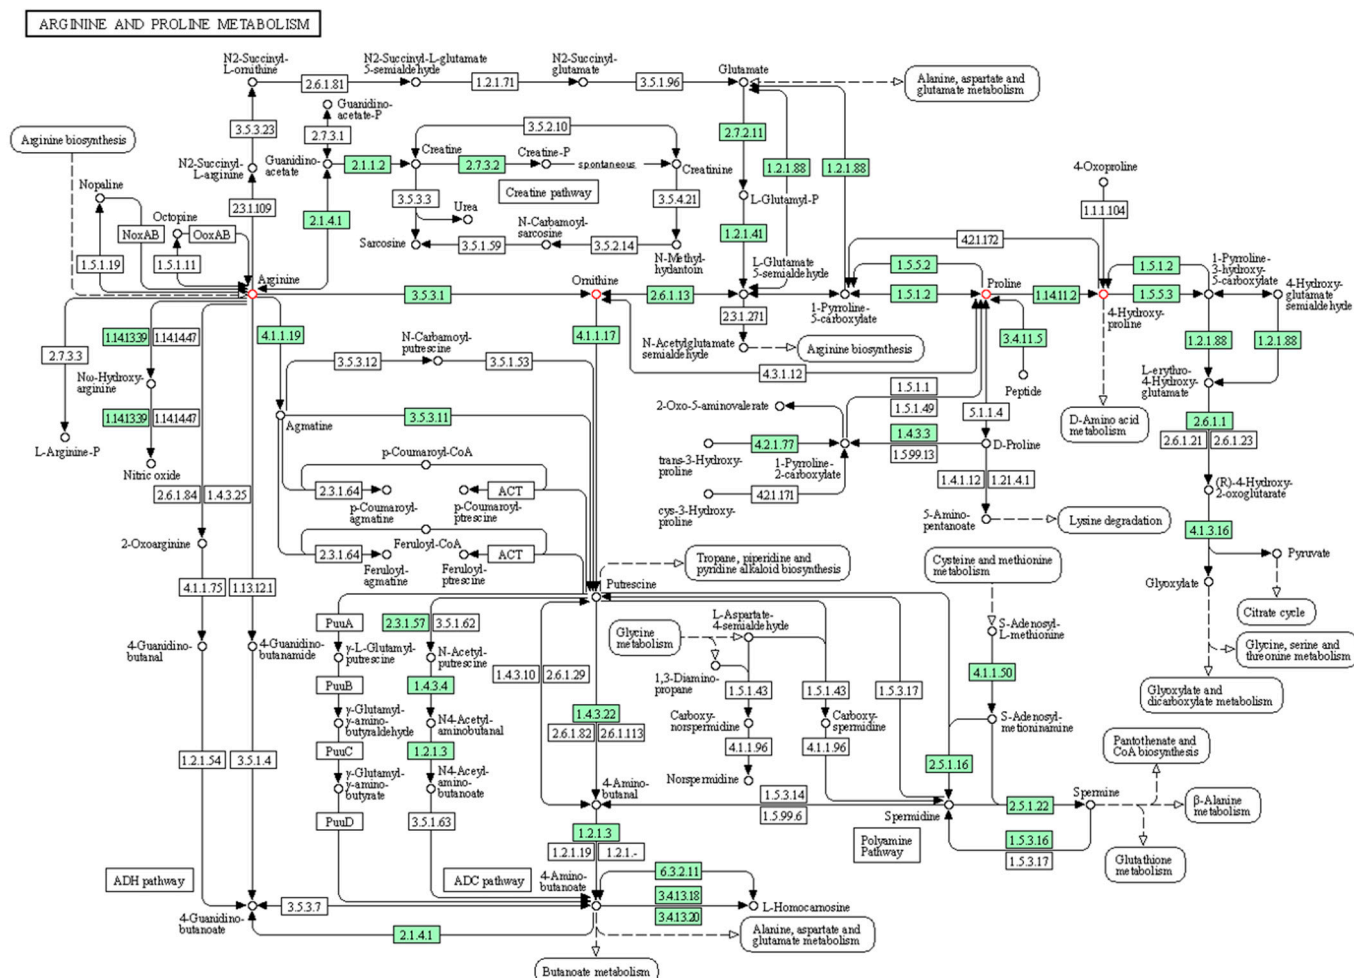 ARGININE AND PROLINE METABOLISM
N2-Succinyl-
L-ornithine
2.6.1.81
N2-Succinyl-L-glutamate
5-semialdehyde
1.2.1.71
N2-Succinyl-
glutamate
3.5.1.96
Glutamate
Alanine, aspartate and
glutamate metabolism
Guanidino-
acetate-P
3.5.3.23
2.7.3.1
3.5.2.10
2.7.2.11
Arginine biosynthesis
N2-Succinyl-
L-arginine
Guanidino-
acetate
2.1.1.2
Creatine
2.7.3.2
Creatine-P
spontaneous
Creatinine
1.2.1.88
1.2.1.88
4-Oxoproline
Nopaline
Creatine pathway
3.5.3.3
3.5.4.21
L-Glutamyl-P
1.1.1.104
2.3.1.109
2.1.4.1
Urea
Octopine
NoxAB
OoxAB
N-Carbamoyl-
sarcosine
1.2.1.41
4.2.1.172
Sarcosine
3.5.1.59
3.5.2.14
1.5.1.19
1.5.1.11
N-Methyl-
hydantoin
L-Glutamate
5-semialdehyde
1.5.5.2
1.5.1.2
1-Pyrroline-
3-hydroxy-
5-carboxylate
Arginine
Ornithine
Proline
4-Hydroxy-
glutamate
semialdehyde
3.5.3.1
2.6.1.13
1.5.1.2
1.14.11.2
1.5.5.3
1-Pyrroline-
5-carboxylate
4-Hydroxy-
proline
2.3.1.271
1.14.13.39
1.14.14.47
4.1.1.19
N-Carbamoyl-
putrescine
4.1.1.17
3.4.11.5
1.2.1.88
1.2.1.88
2.7.3.3
3.5.3.12
3.5.1.53
N-Acetylglutamate
semialdehyde
Arginine biosynthesis
4.3.1.12
Peptide
L-erythro-
4-Hydroxy-
glutamate
Nω-Hydroxy-
arginine
1.5.1.1
1.5.1.49
2-Oxo-5-aminovalerate
5.1.1.4
D-Amino acid
metabolism
1.14.13.39
1.14.14.47
3.5.3.11
Agmatine
2.6.1.1
2.6.1.21
2.6.1.23
L-Arginine-P
4.2.1.77
1.4.3.3
1.5.99.13
D-Proline
trans-3-Hydroxy-
proline
1-Pyrroline-
2-carboxylate
Nitric oxide
p-Coumaroyl-CoA
1.4.1.12
1.21.4.1
2.6.1.84
1.4.3.25
2.3.1.64
ACT
4.2.1.171
(R)-4-Hydroxy-
2-oxoglutarate
p-Coumaroyl-
agmatine
p-Coumaroyl-
ptrescine
cys-3-Hydroxy-
proline
5-Amino-
pentanoate
Lysine degradation
4.1.3.16
2-Oxoarginine
Feruloyl-CoA
2.3.1.64
ACT
Feruloyl-
agmatine
Feruloyl-
ptrescine
Tropane, piperidine and
pyridine alkaloid biosynthesis
Cysteine and methionine
metabolism
Pyruvate
Glyoxylate
4.1.1.75
1.13.12.1
Putrescine
Citrate cycle
PuuA
2.3.1.57
3.5.1.62
L-Aspartate-
4-semialdehyde
Glycine
metabolism
S-Adenosyl-
L-methionine
4-Guanidino-
butanal
4-Guanidino-
butanamide
γ-L-Glutamyl-
putrescine
N-Acetyl-
putrescine
Glycine, serine and
threonine metabolism
1.4.3.10
2.6.1.29
1,3-Diamino-
propane
4.1.1.50
PuuB
1.4.3.4
1.5.1.43
1.5.1.43
1.5.3.17
Glyoxylate and
dicarboxylate metabolism
γ-Glutamyl-
γ-amino-
butyraldehyde
N4-Acetyl-
aminobutanal
1.4.3.22
2.6.1.82
2.6.1.113
Carboxy-
norspermidine
Carboxy-
spermidine
S-Adenosyl-
metioninamine
PuuC
1.2.1.3
4.1.1.96
4.1.1.96
Pantothenate and
CoA biosynthesis
1.2.1.54
3.5.1.4
2.5.1.16
γ-Glutamyl-
γ-amino-
butyrate
N4-Aceyl-
amino-
butanoate
Norspermidine
4-Amino-
butanal
1.5.3.14
1.5.99.6
Spermidine
2.5.1.22
Spermine
β-Alanine
metabolism
PuuD
3.5.1.63
1.2.1.3
1.2.1.19
1.2.1.-
Polyamine
Pathway
1.5.3.16
1.5.3.17
Glutathione
metabolism
ADH pathway
ADC pathway
4-Amino-
butanoate
6.3.2.11
3.4.13.18
3.4.13.20
L-Homocarnosine
3.5.3.7
4-Guanidino-
butanoate
2.1.4.1
Alanine, aspartate and
glutamate metabolism
Butanoate metabolism